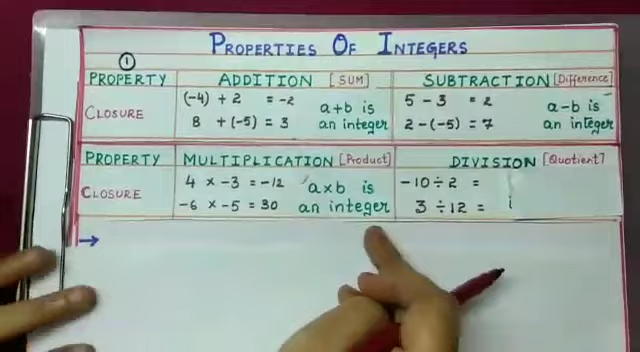 PROPERTIES OF INTEGERS
①
PROPERTY ADDITION [SUM] SUBTRACTION [Difference]
CLOSURE (-4) + 2 = -2 a+b is 5 - 3 = 2 a-b is
8 + (-5) = 3 an integer 2 - (-5) = 7 an integer
PROPERTY MULTIPLICATION [Product] DIVISION [Quotient]
CLOSURE 4 × -3 = -12 a×b is -10 ÷ 2 =
-6 × -5 = 30 an integer 3 ÷ 12 =
→